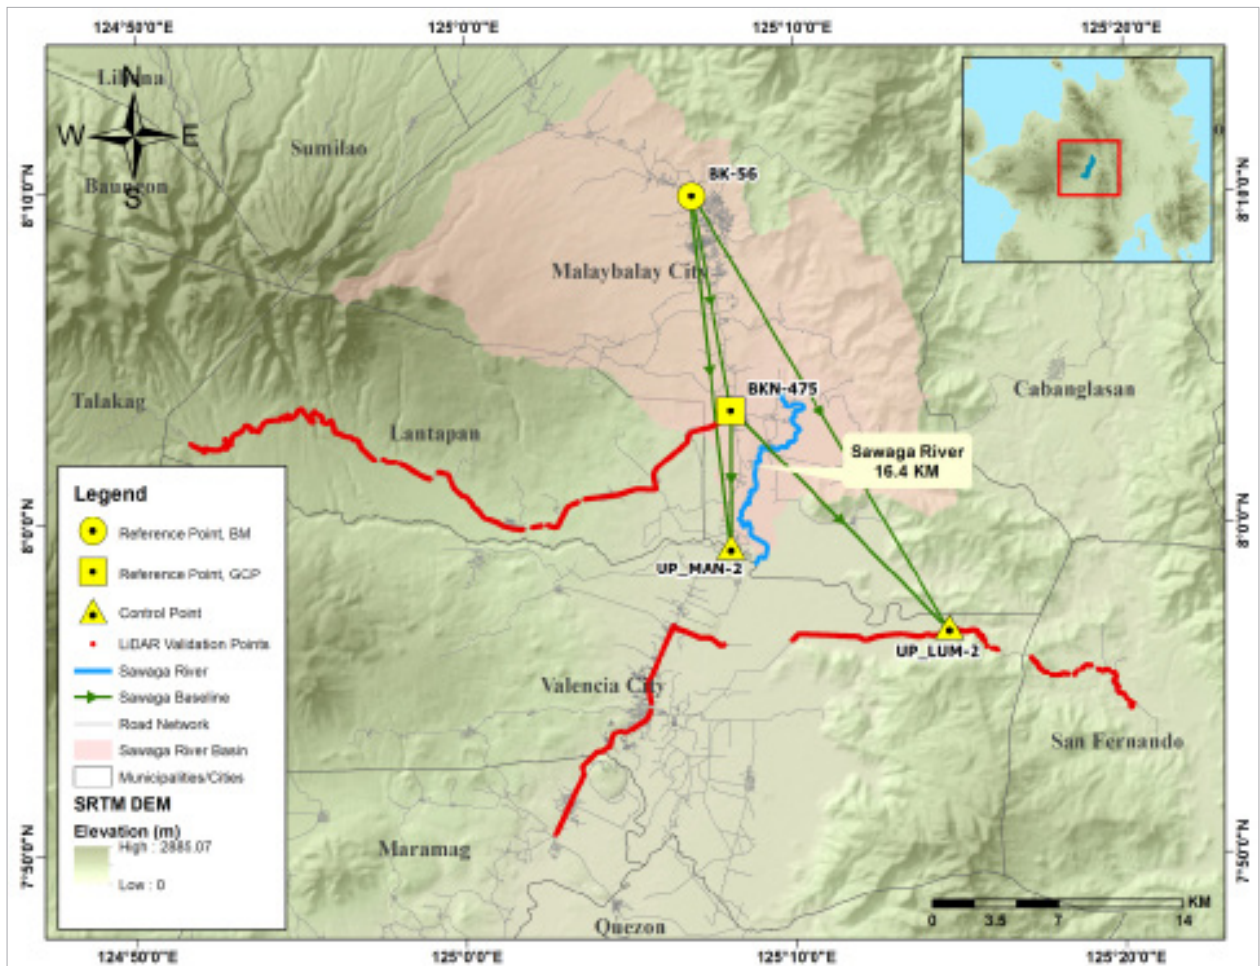 124°50'0"E 125°0'0"E 125°10'0"E 125°20'0"E
N
W E
S
Libona
Sumilao
Baungon
8°10'0"N
8°10'0"N
BK-56
Malaybalay City
BKN-475
Cabanglasan
Talakag
Lantapan
Sawaga River
16.4 KM
8°0'0"N
8°0'0"N
UP_MAN-2
UP_LUM-2
Valencia City
San Fernando
Maramag
Quezon
7°50'0"N
7°50'0"N
Legend
Reference Point, BM
Reference Point, GCP
Control Point
LiDAR Validation Points
Sawaga River
Sawaga Baseline
Road Network
Sawaga River Basin
Municipalities/Cities
SRTM DEM
Elevation (m)
High : 2885.07
Low : 0
KM
0 3.5 7 14
124°50'0"E 125°0'0"E 125°10'0"E 125°20'0"E